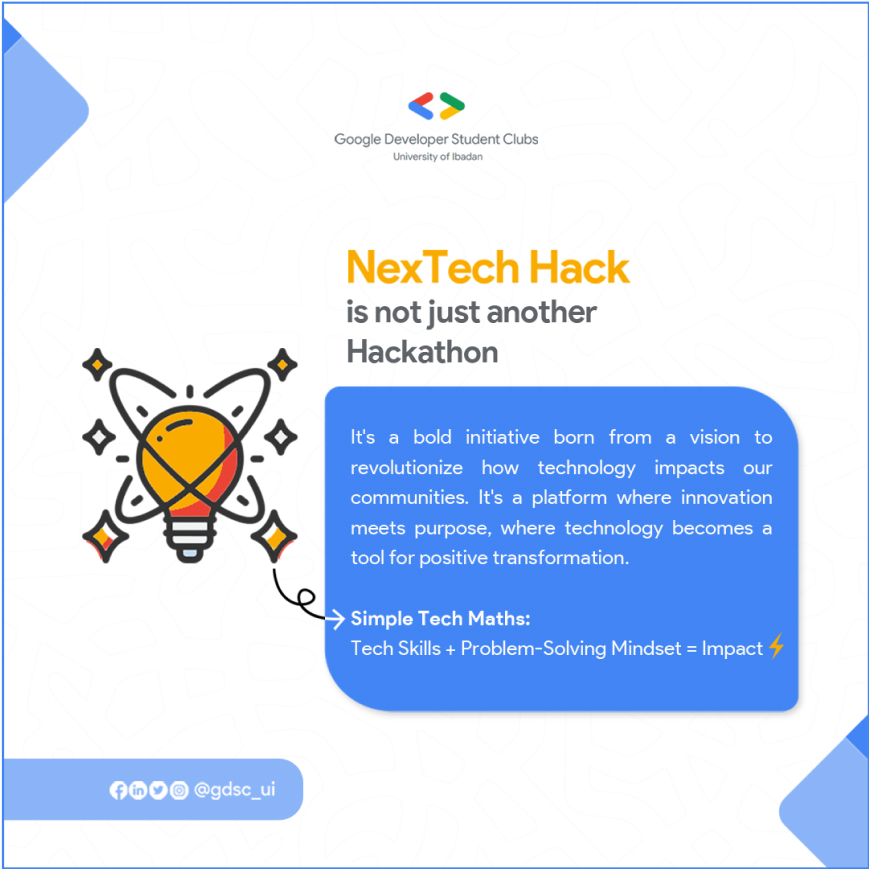 Google Developer Student Clubs
University of Ibadan
NexTech Hack
is not just another
Hackathon
It's a bold initiative born from a vision to
revolutionize how technology impacts our
communities. It's a platform where innovation
meets purpose, where technology becomes a
tool for positive transformation.
Simple Tech Maths:
Tech Skills + Problem-Solving Mindset = Impact⚡
@gdsc_ui